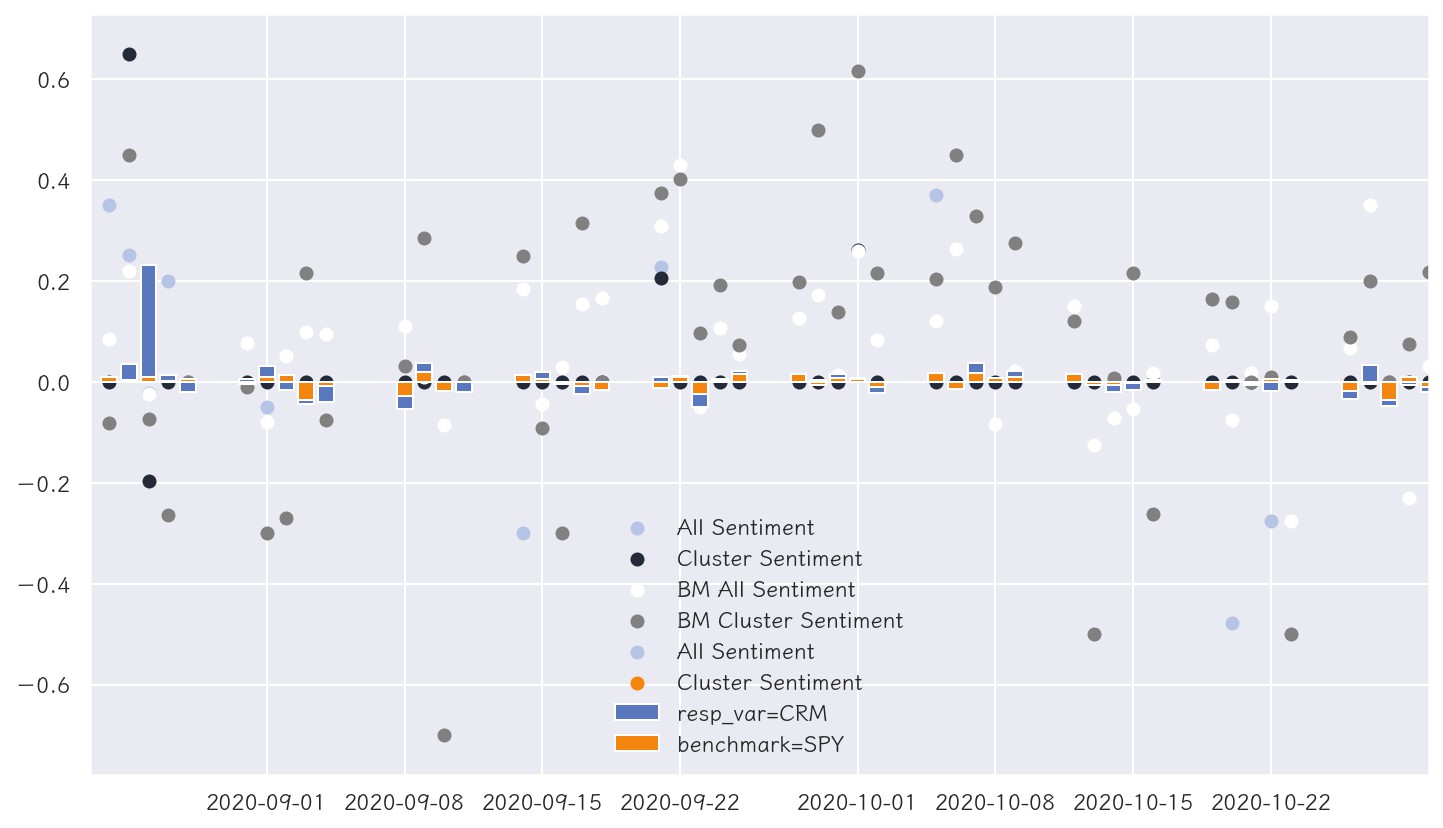 0.6
0.4
0.2
0.0
−0.2
−0.4
−0.6
All Sentiment
Cluster Sentiment
BM All Sentiment
BM Cluster Sentiment
All Sentiment
Cluster Sentiment
resp_var=CRM
benchmark=SPY
2020-09-01 2020-09-08 2020-09-15 2020-09-22 2020-10-01 2020-10-08 2020-10-15 2020-10-22